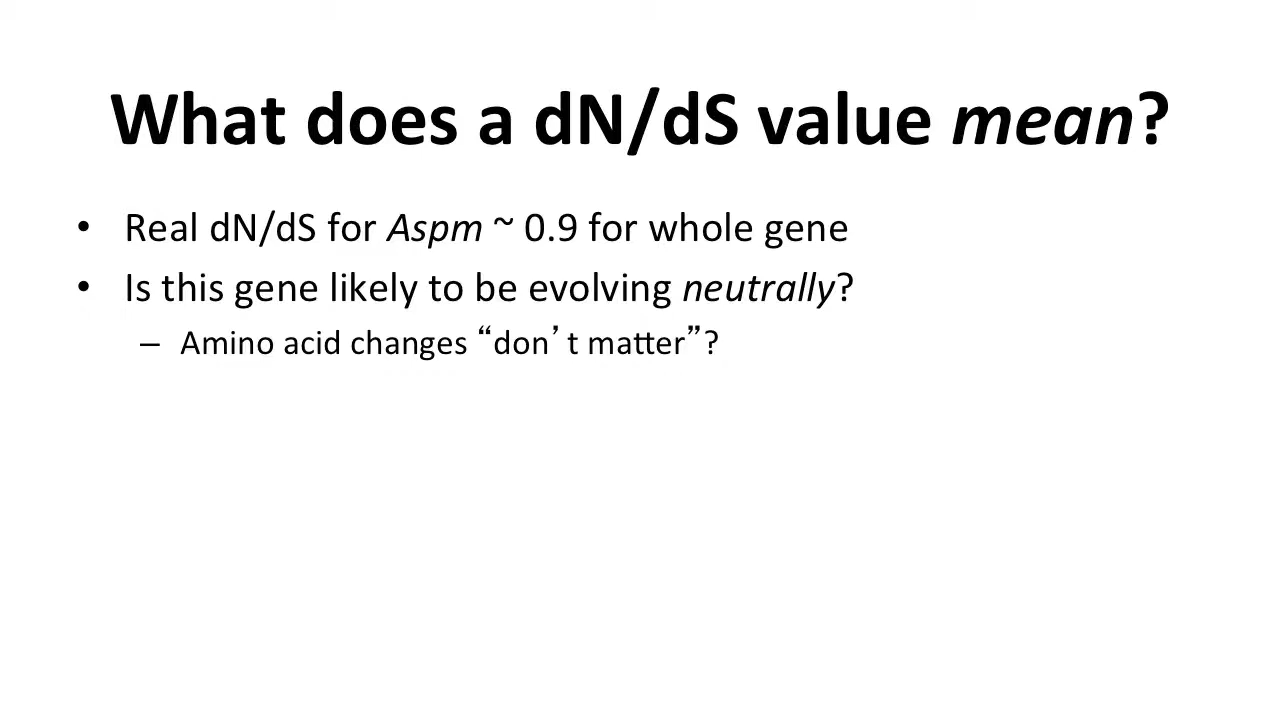 What does a dN/dS value mean?
• Real dN/dS for Aspm ~ 0.9 for whole gene
• Is this gene likely to be evolving neutrally?
– Amino acid changes “don’t matter”?